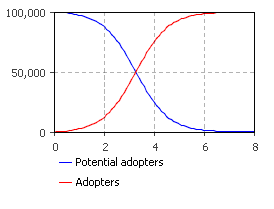 100,000
50,000
0
0 2 4 6 8
Potential adopters
Adopters